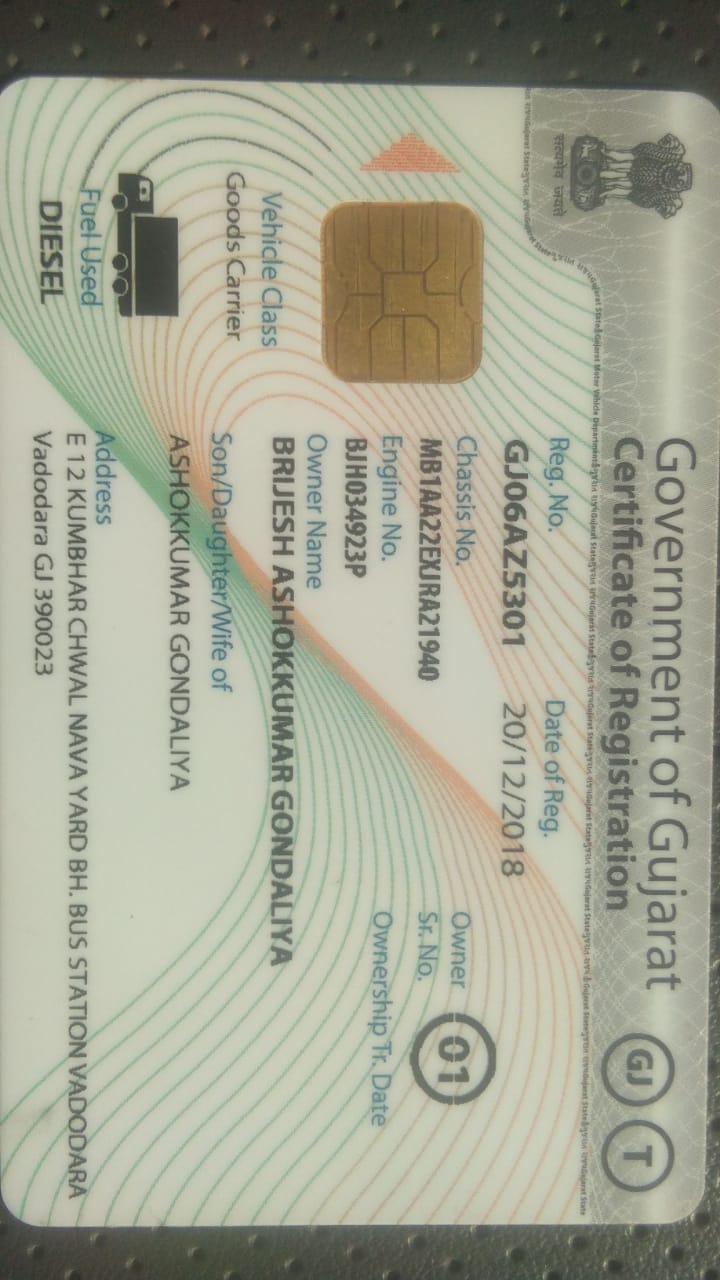 सत्यमेव जयते
Government of Gujarat
Certificate of Registration
GJ
T
Reg. No.
Date of Reg.
GJ06AZ5301
20/12/2018
Chassis No.
MB1AA22EXJRA21940
Owner
Sr. No.
01
Engine No.
BJH034923P
Ownership Tr. Date
Owner Name
BRIJESH ASHOKKUMAR GONDALIYA
Vehicle Class
Goods Carrier
Son/Daughter/Wife of
ASHOKKUMAR GONDALIYA
Fuel Used
DIESEL
Address
E 12 KUMBHAR CHWAL NAVA YARD BH. BUS STATION VADODARA
Vadodara GJ 390023